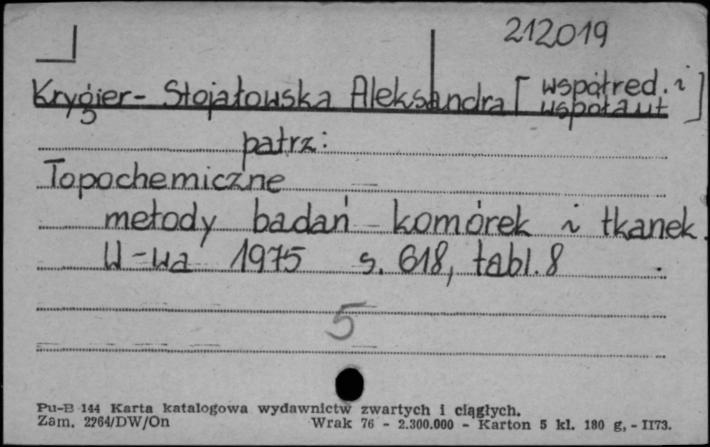 212019
Krygier-Stojałowska Aleksandra [współred. i
współaut.]
patrz:
Topochemiczne
metody badań komórek i tkanek.
W-wa 1975 s. 618, tabl. 8
5
Pu-B 144 Karta katalogowa wydawnictw zwartych i ciągłych.
Zam. 2264/DW/On Wrak 76 - 2.300.000 - Karton 5 kl. 180 g, - II73.